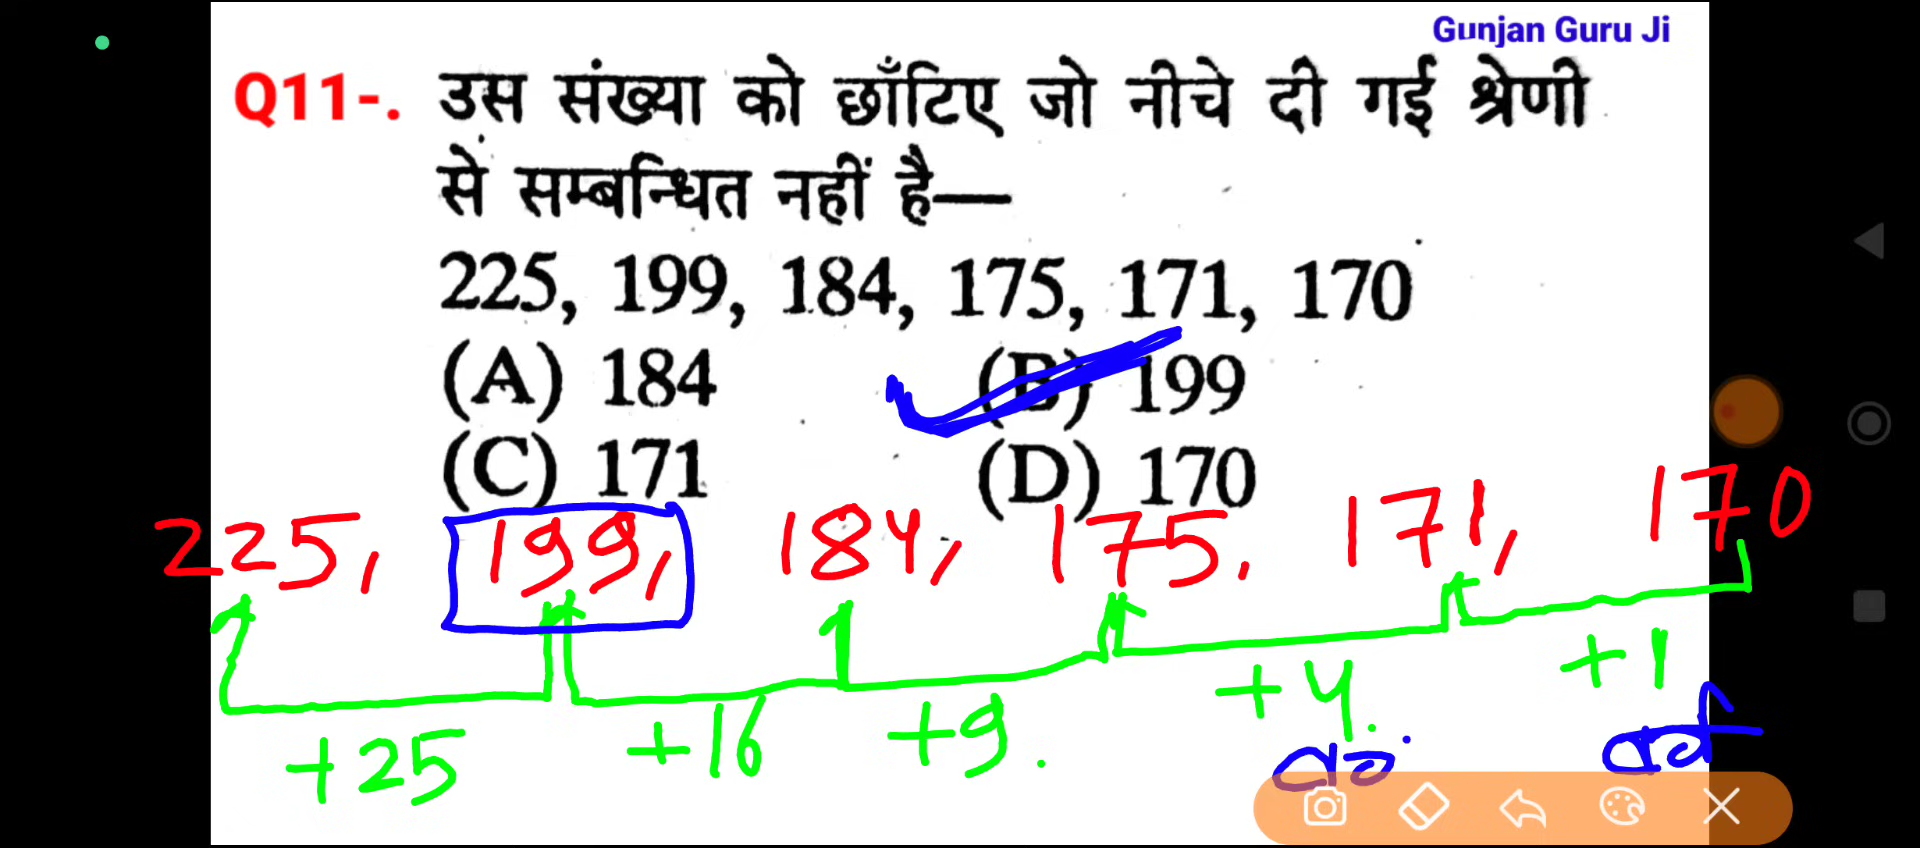 Gunjan Guru Ji
Q11-. उस संख्या को छाँटिए जो नीचे दी गई श्रेणी
से सम्बन्धित नहीं है—
225, 199, 184, 175, 171, 170
(A) 184 (B) 199
(C) 171 (D) 170
225, 199, 184, 175, 171, 170
+25 +16 +9. +4. +1